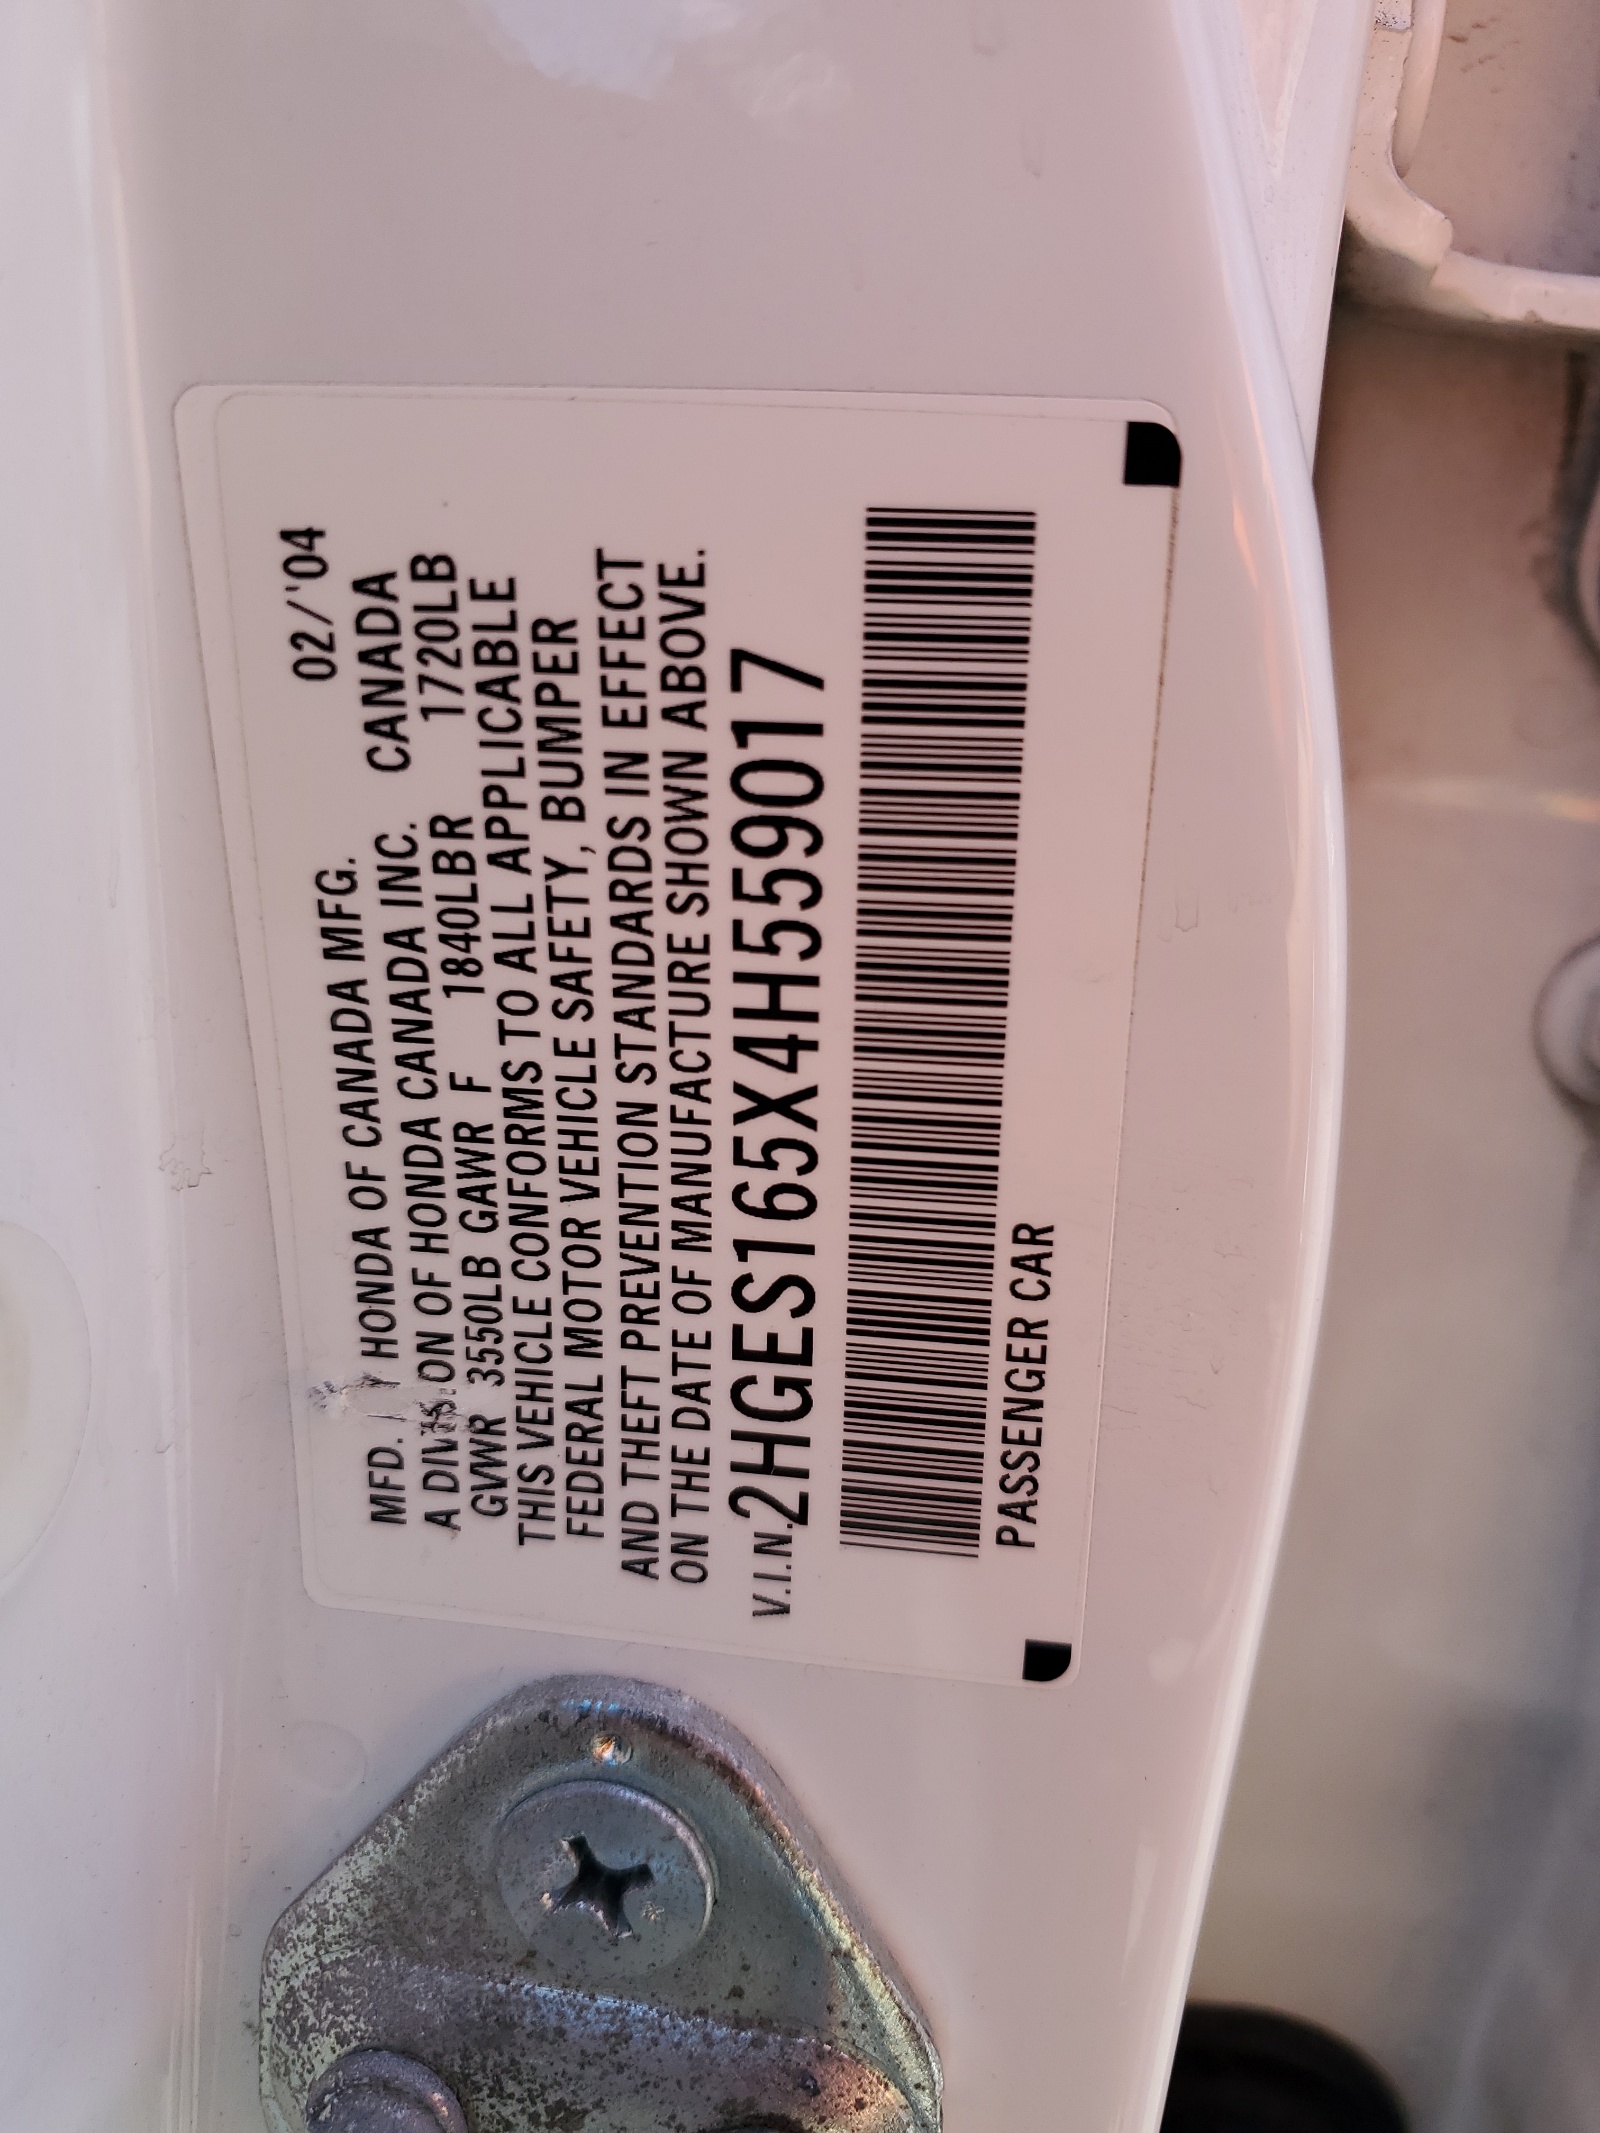 02/'04
MFD. BY HONDA OF CANADA MFG.
A DIVISION OF HONDA CANADA INC. CANADA
GVWR 3550LB GAWR F 1840LB R 1720LB
THIS VEHICLE CONFORMS TO ALL APPLICABLE
FEDERAL MOTOR VEHICLE SAFETY, BUMPER
AND THEFT PREVENTION STANDARDS IN EFFECT
ON THE DATE OF MANUFACTURE SHOWN ABOVE.
V.I.N. 2HGES165X4H559017
PASSENGER CAR